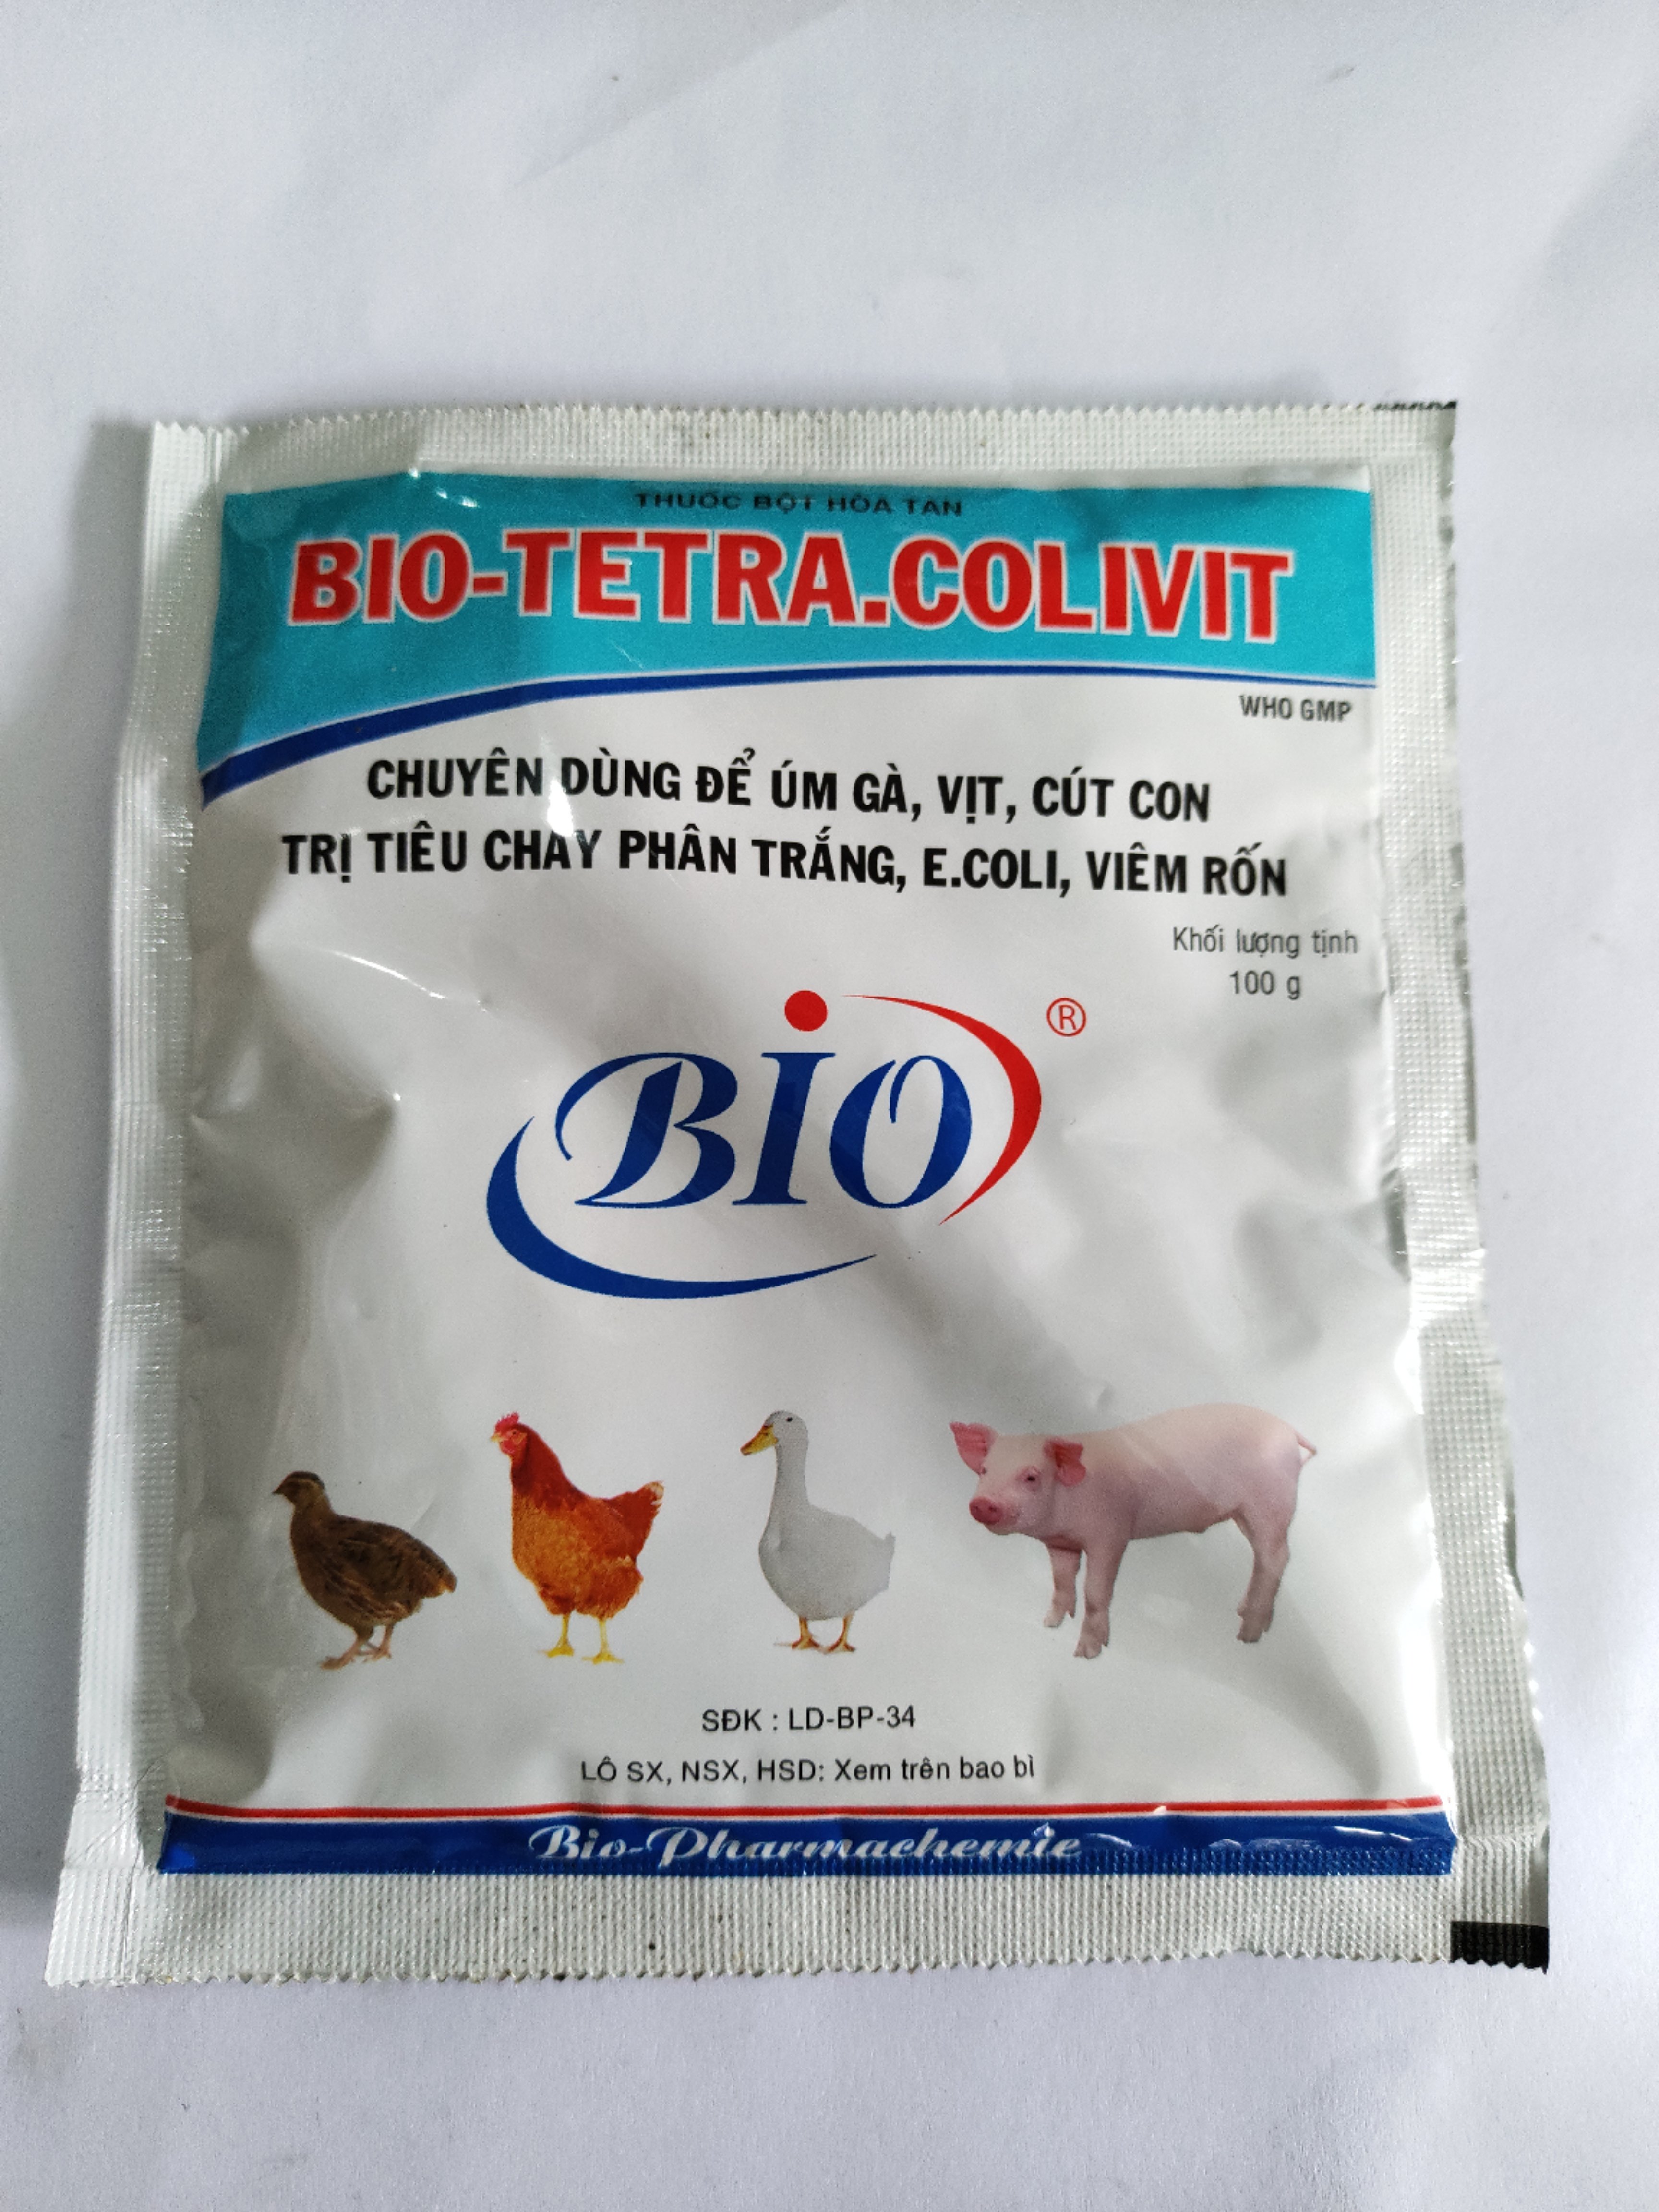 THUỐC BỘT HÒA TAN
BIO-TETRA.COLIVIT
WHO GMP
CHUYÊN DÙNG ĐỂ ÚM GÀ, VỊT, CÚT CON
TRỊ TIÊU CHẢY PHÂN TRẮNG, E.COLI, VIÊM RỐN
Khối lượng tịnh
100 g
BIO ®
SĐK : LD-BP-34
LÔ SX, NSX, HSD: Xem trên bao bì
Bio-Pharmachemie